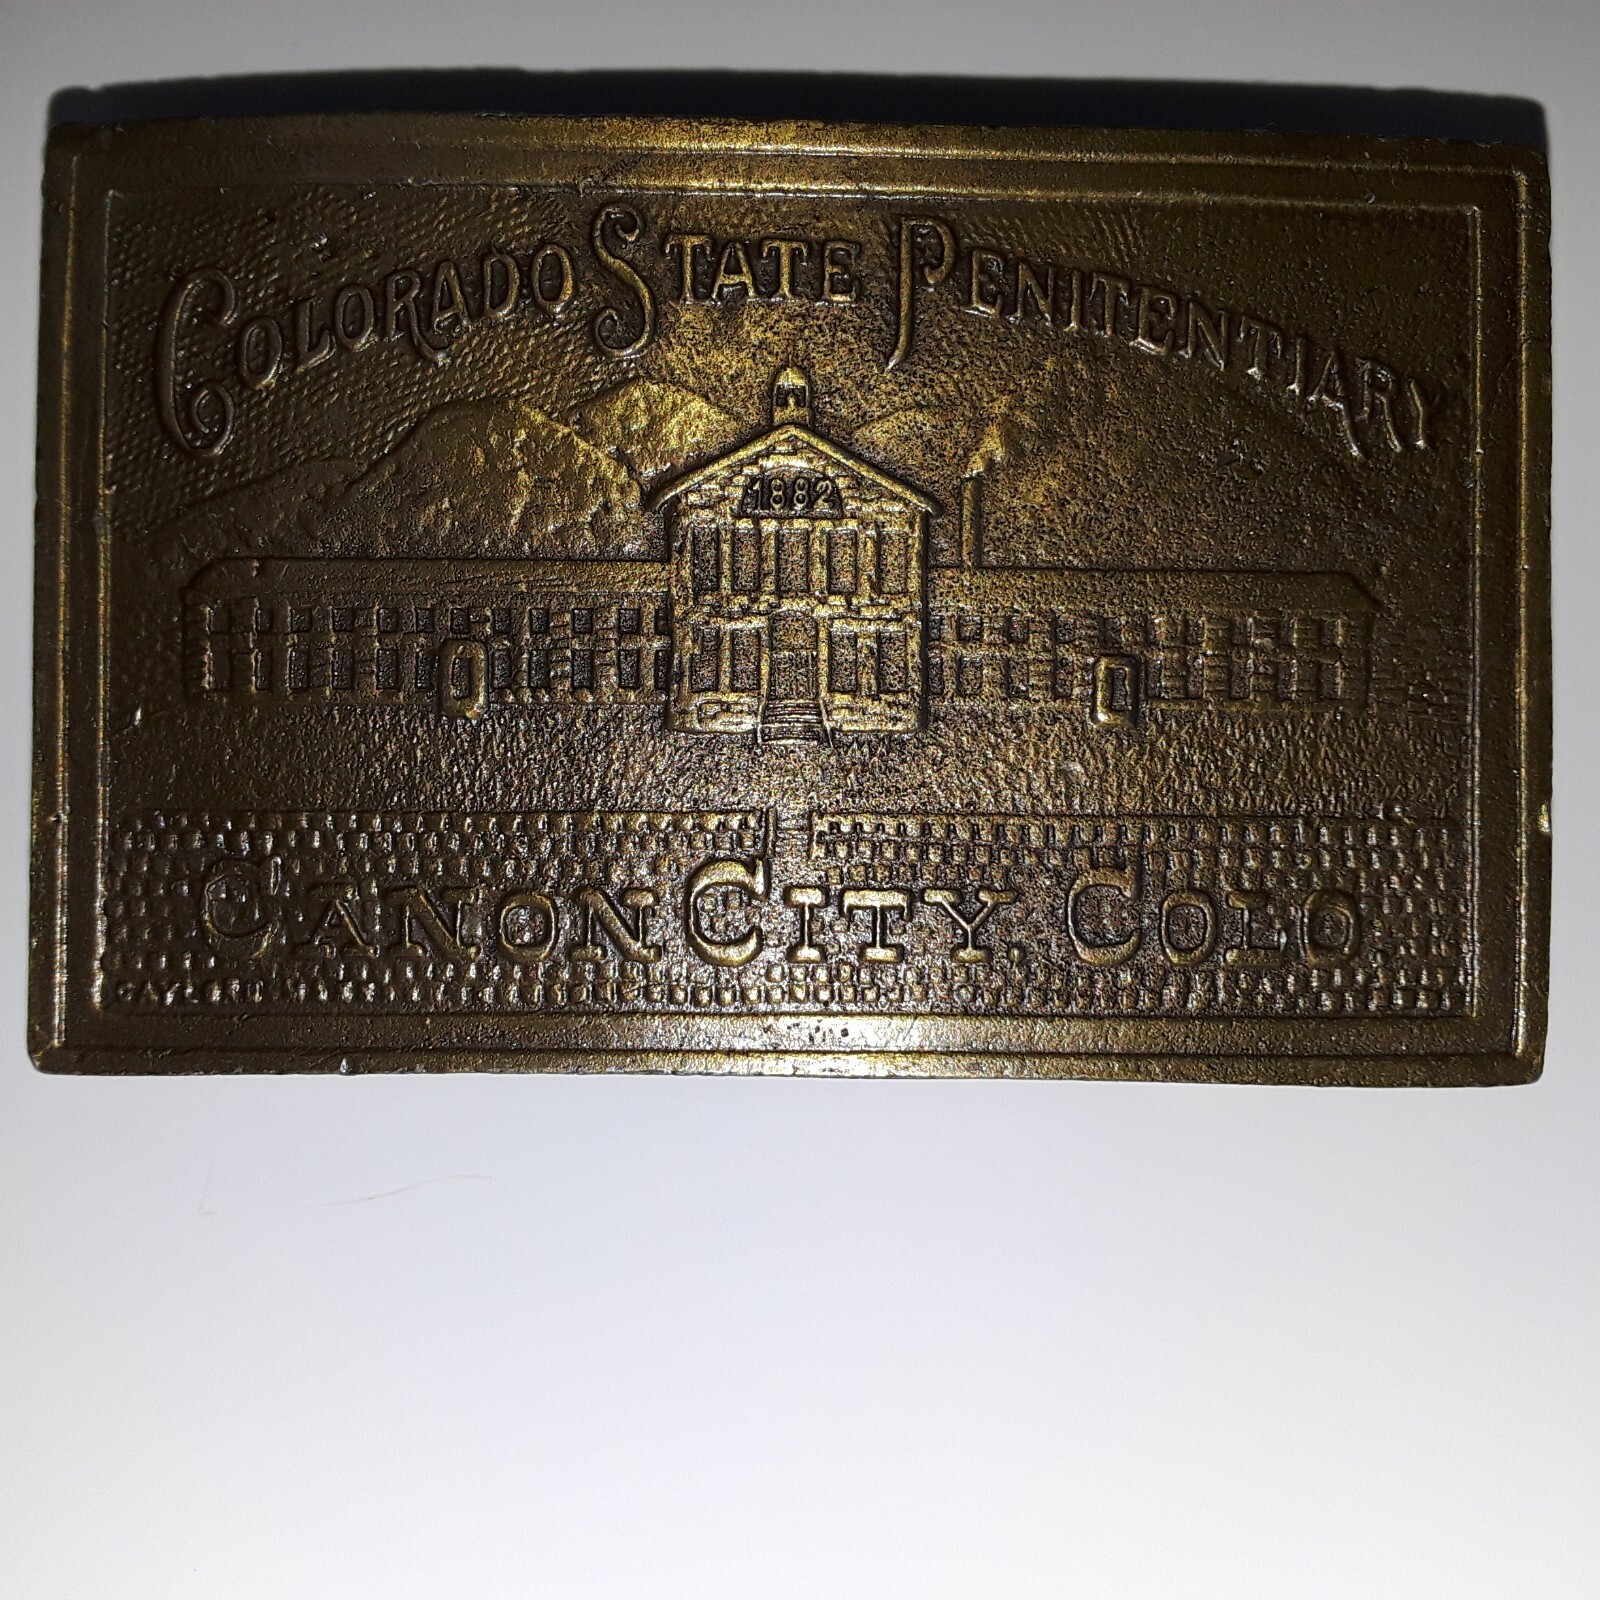 COLORADO STATE PENITENTIARY
1882
CANON CITY, COLO.